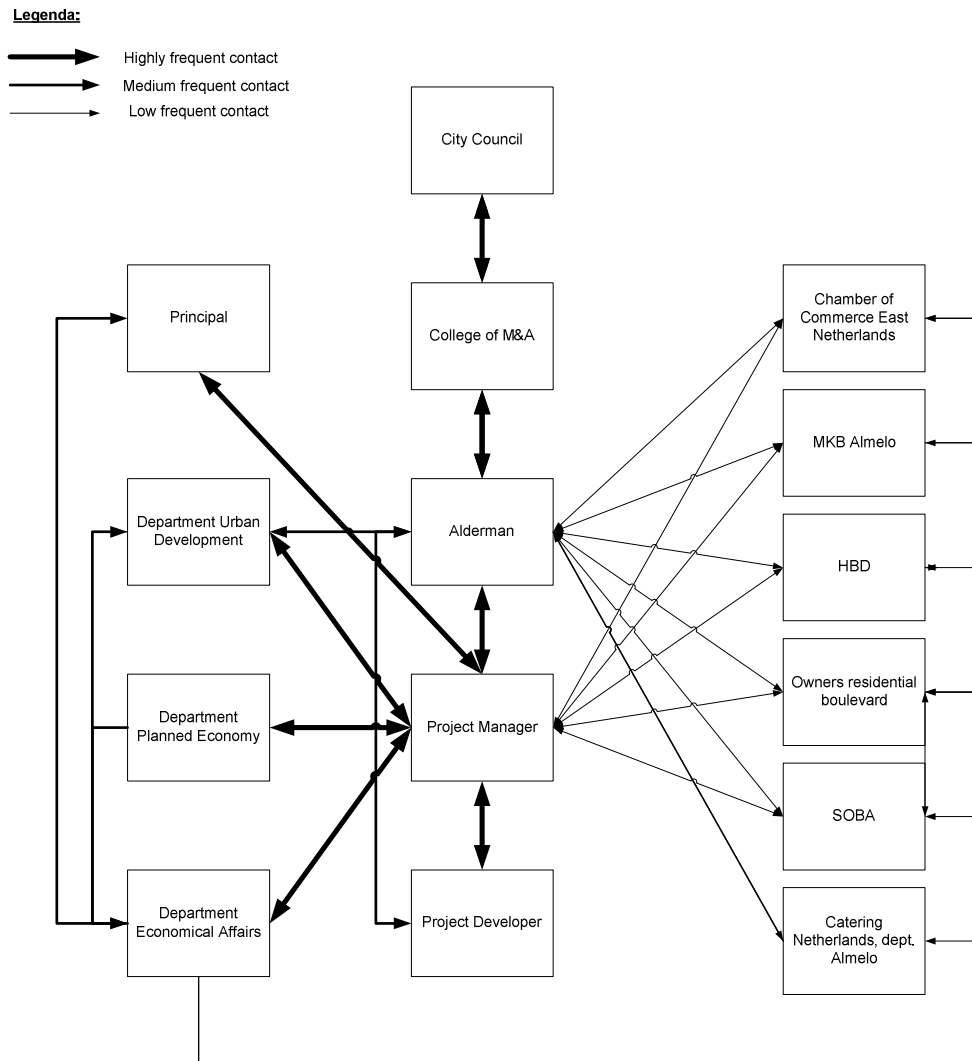 Legenda:
Highly frequent contact
Medium frequent contact
Low frequent contact
City Council
Principal
College of M&A
Chamber of
Commerce East
Netherlands
MKB Almelo
Department Urban
Development
Alderman
HBD
Department
Planned Economy
Project Manager
Owners residential
boulevard
SOBA
Department
Economical Affairs
Project Developer
Catering
Netherlands, dept.
Almelo